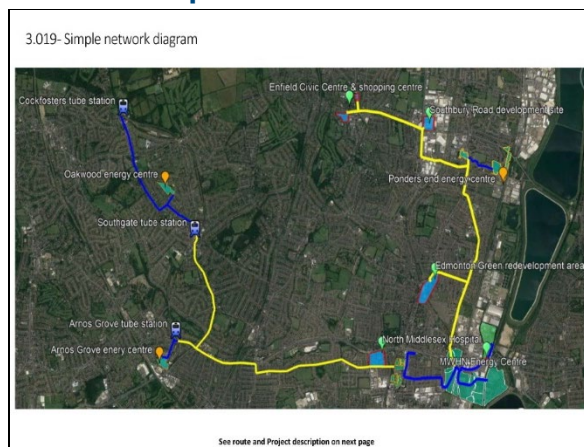 3.019- Simple network diagram
Cockfosters tube station
Enfield Civic Centre & shopping centre
Southbury Road development site
Oakwood energy centre
Ponders end energy centre
Southgate tube station
Edmonton Green redevelopment area
Arnos Grove tube station
North Middlesex Hospital
Arnos Grove enery centre
MWHN Energy Centre
See route and Project description on next page